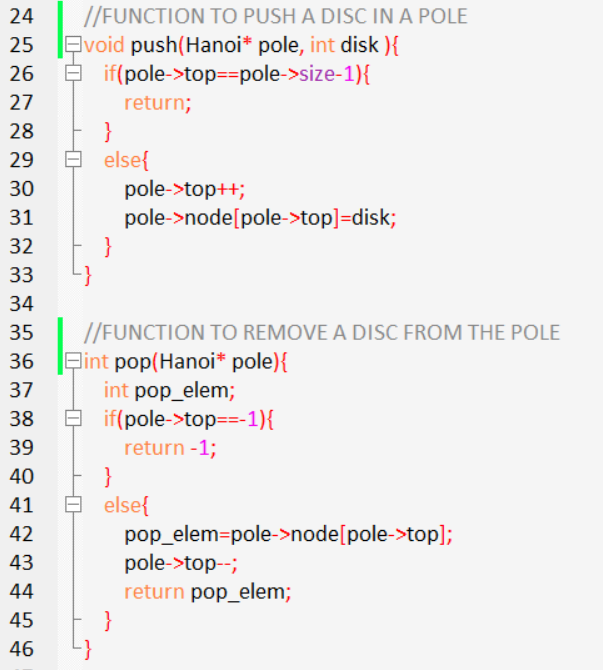 24 //FUNCTION TO PUSH A DISC IN A POLE
25 void push(Hanoi* pole, int disk ){
26 if(pole->top==pole->size-1){
27 return;
28 }
29 else{
30 pole->top++;
31 pole->node[pole->top]=disk;
32 }
33 }
34
35 //FUNCTION TO REMOVE A DISC FROM THE POLE
36 int pop(Hanoi* pole){
37 int pop_elem;
38 if(pole->top==-1){
39 return -1;
40 }
41 else{
42 pop_elem=pole->node[pole->top];
43 pole->top--;
44 return pop_elem;
45 }
46 }